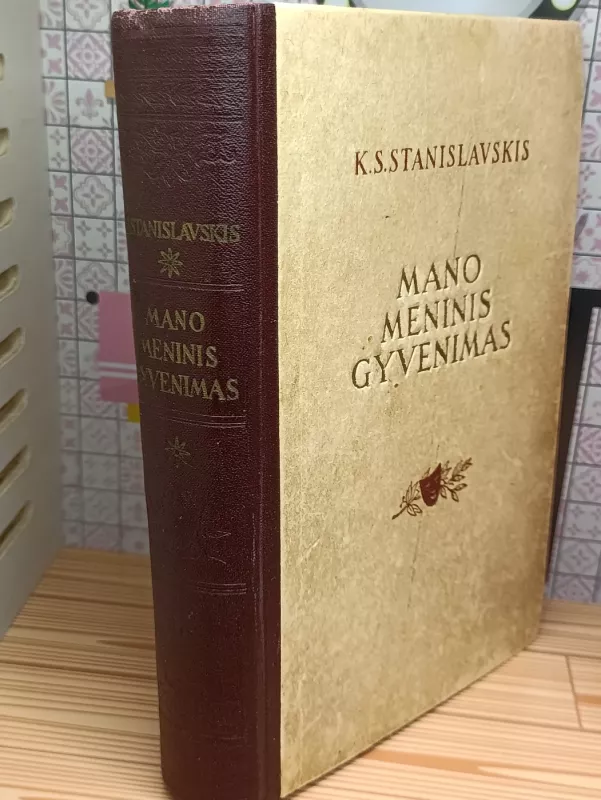 STANISLAVSKIS
MANO
MENINIS
GYVENIMAS
K.S.STANISLAVSKIS
MANO
MENINIS
GYVENIMAS